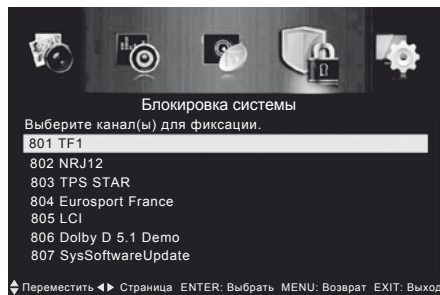 Блокировка системы
Выберите канал(ы) для фиксации.
801 TF1
802 NRJ12
803 TPS STAR
804 Eurosport France
805 LCI
806 Dolby D 5.1 Demo
807 SysSoftwareUpdate
Переместить Страница ENTER: Выбрать MENU: Возврат EXIT: Выход